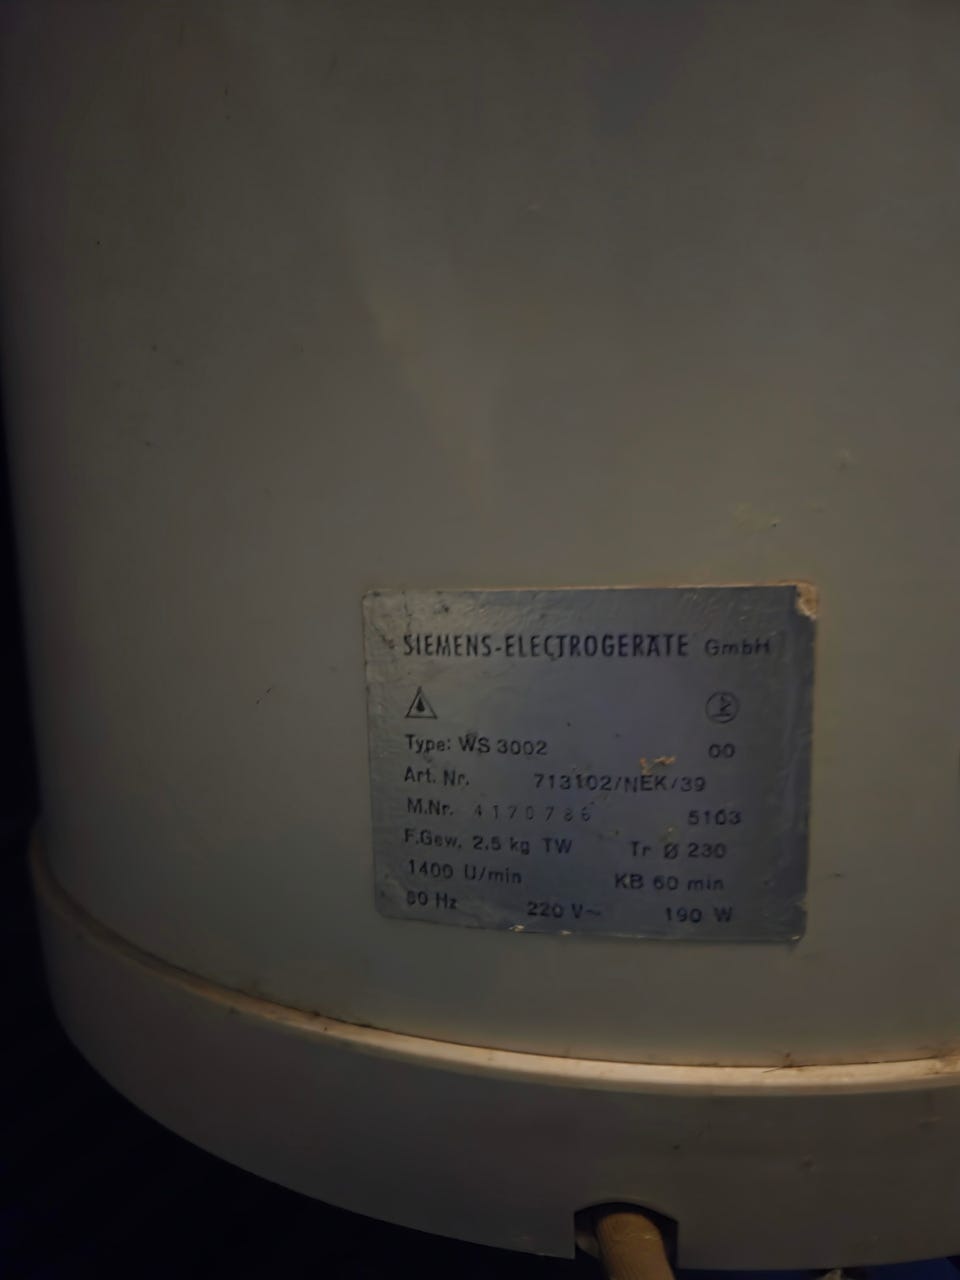 SIEMENS-ELECTROGERÄTE GmbH
Type: WS 3002 00
Art. Nr. 713102/NEK/39
M.Nr. 4170786 5103
F.Gew. 2,5 kg TW Tr Ø 230
1400 U/min KB 60 min
Hz 220 V~ 190 W